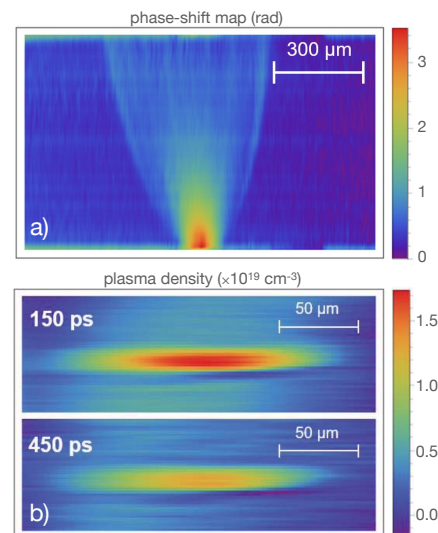 phase-shift map (rad)
300 µm
3
2
1
0
a)
plasma density (×10¹⁹ cm⁻³)
150 ps
50 µm
1.5
1.0
0.5
0.0
450 ps
50 µm
b)